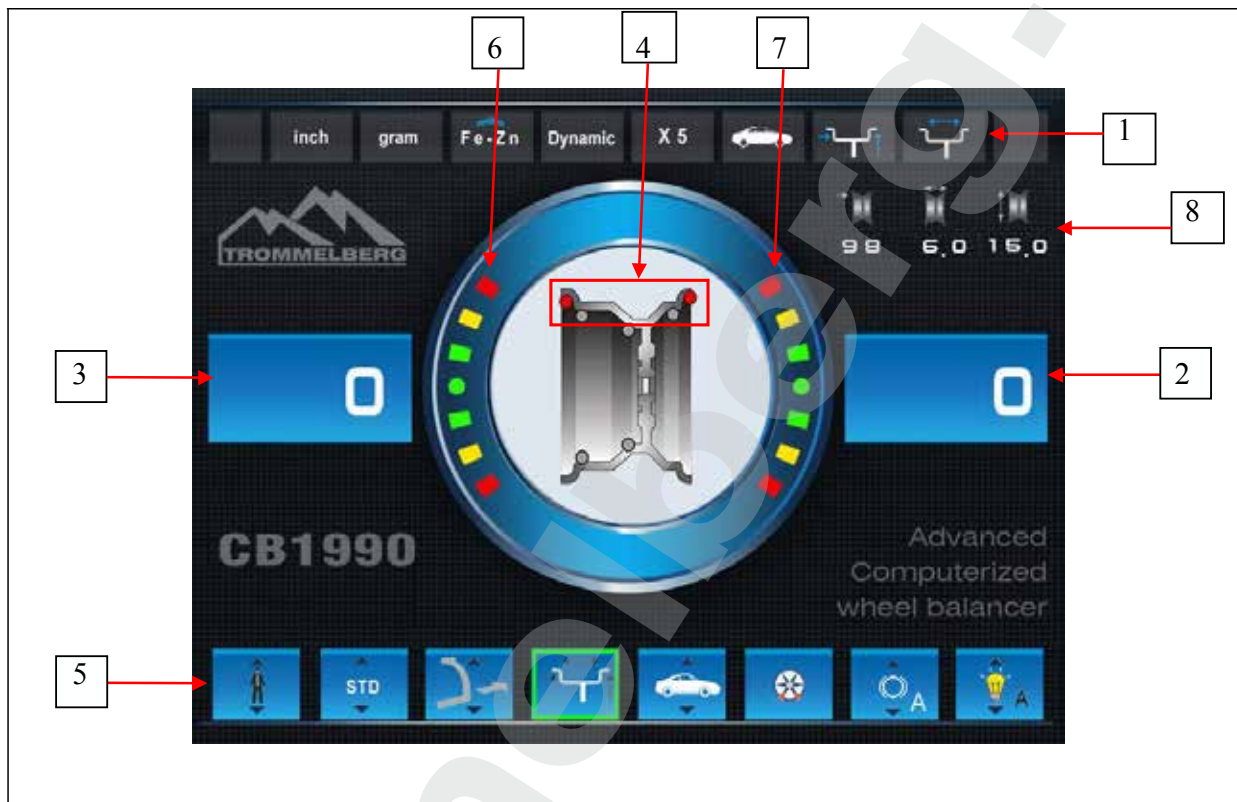 6 4 7
inch gram Fe-Zn Dynamic X 5
1
8
TROMMELBERG
98 6.0 15.0
3
0
0
2
CB1990
Advanced
Computerized
wheel balancer
5
STD A A